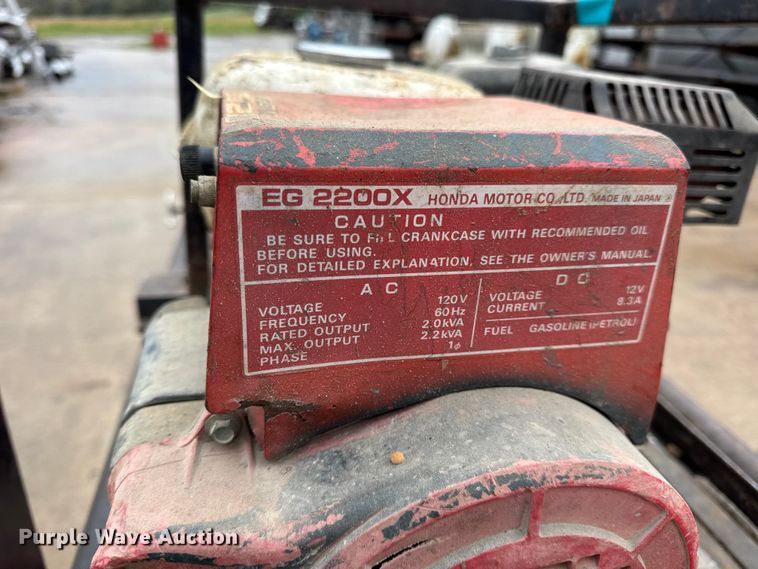 EG 2200X HONDA MOTOR CO.,LTD. MADE IN JAPAN
CAUTION
BE SURE TO FILL CRANKCASE WITH RECOMMENDED OIL
BEFORE USING.
FOR DETAILED EXPLANATION, SEE THE OWNER'S MANUAL.
AC
VOLTAGE 120V
FREQUENCY 60Hz
RATED OUTPUT 2.0kVA
MAX. OUTPUT 2.2kVA
PHASE 1ϕ
DC
VOLTAGE 12V
CURRENT 8.3A
FUEL GASOLINE (PETROL)
Purple Wave Auction